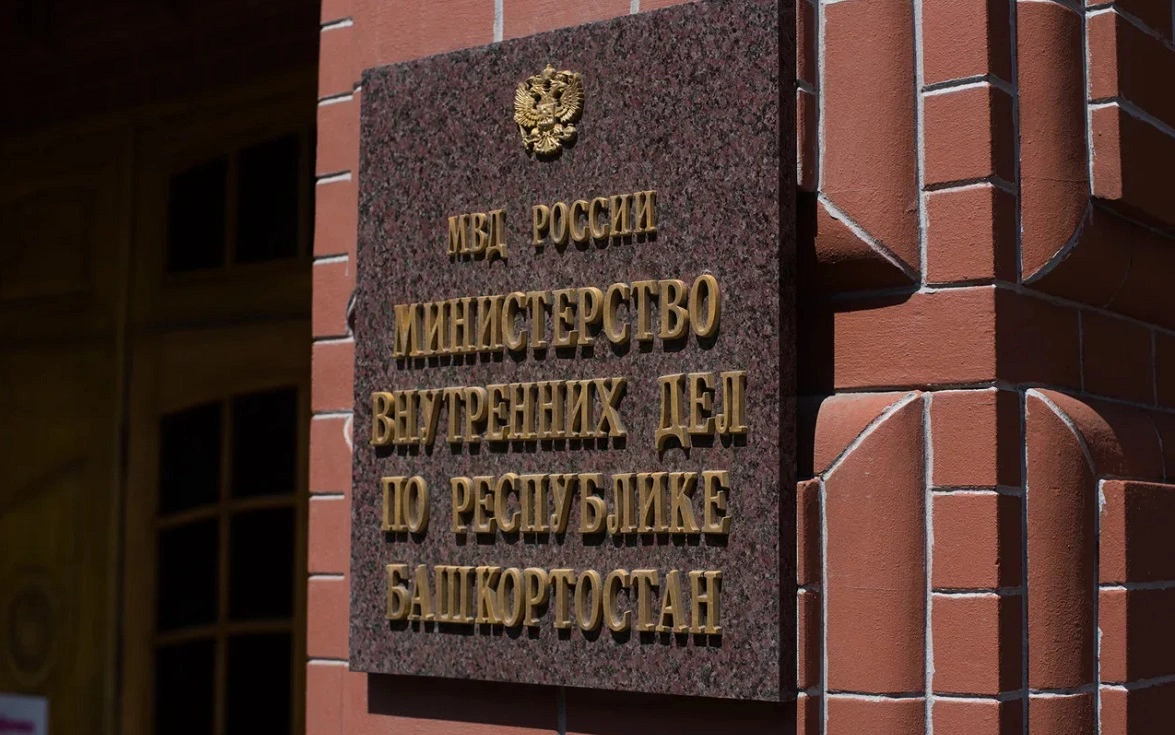 МВД РОССИИ
МИНИСТЕРСТВО
ВНУТРЕННИХ ДЕЛ
ПО РЕСПУБЛИКЕ
БАШКОРТОСТАН